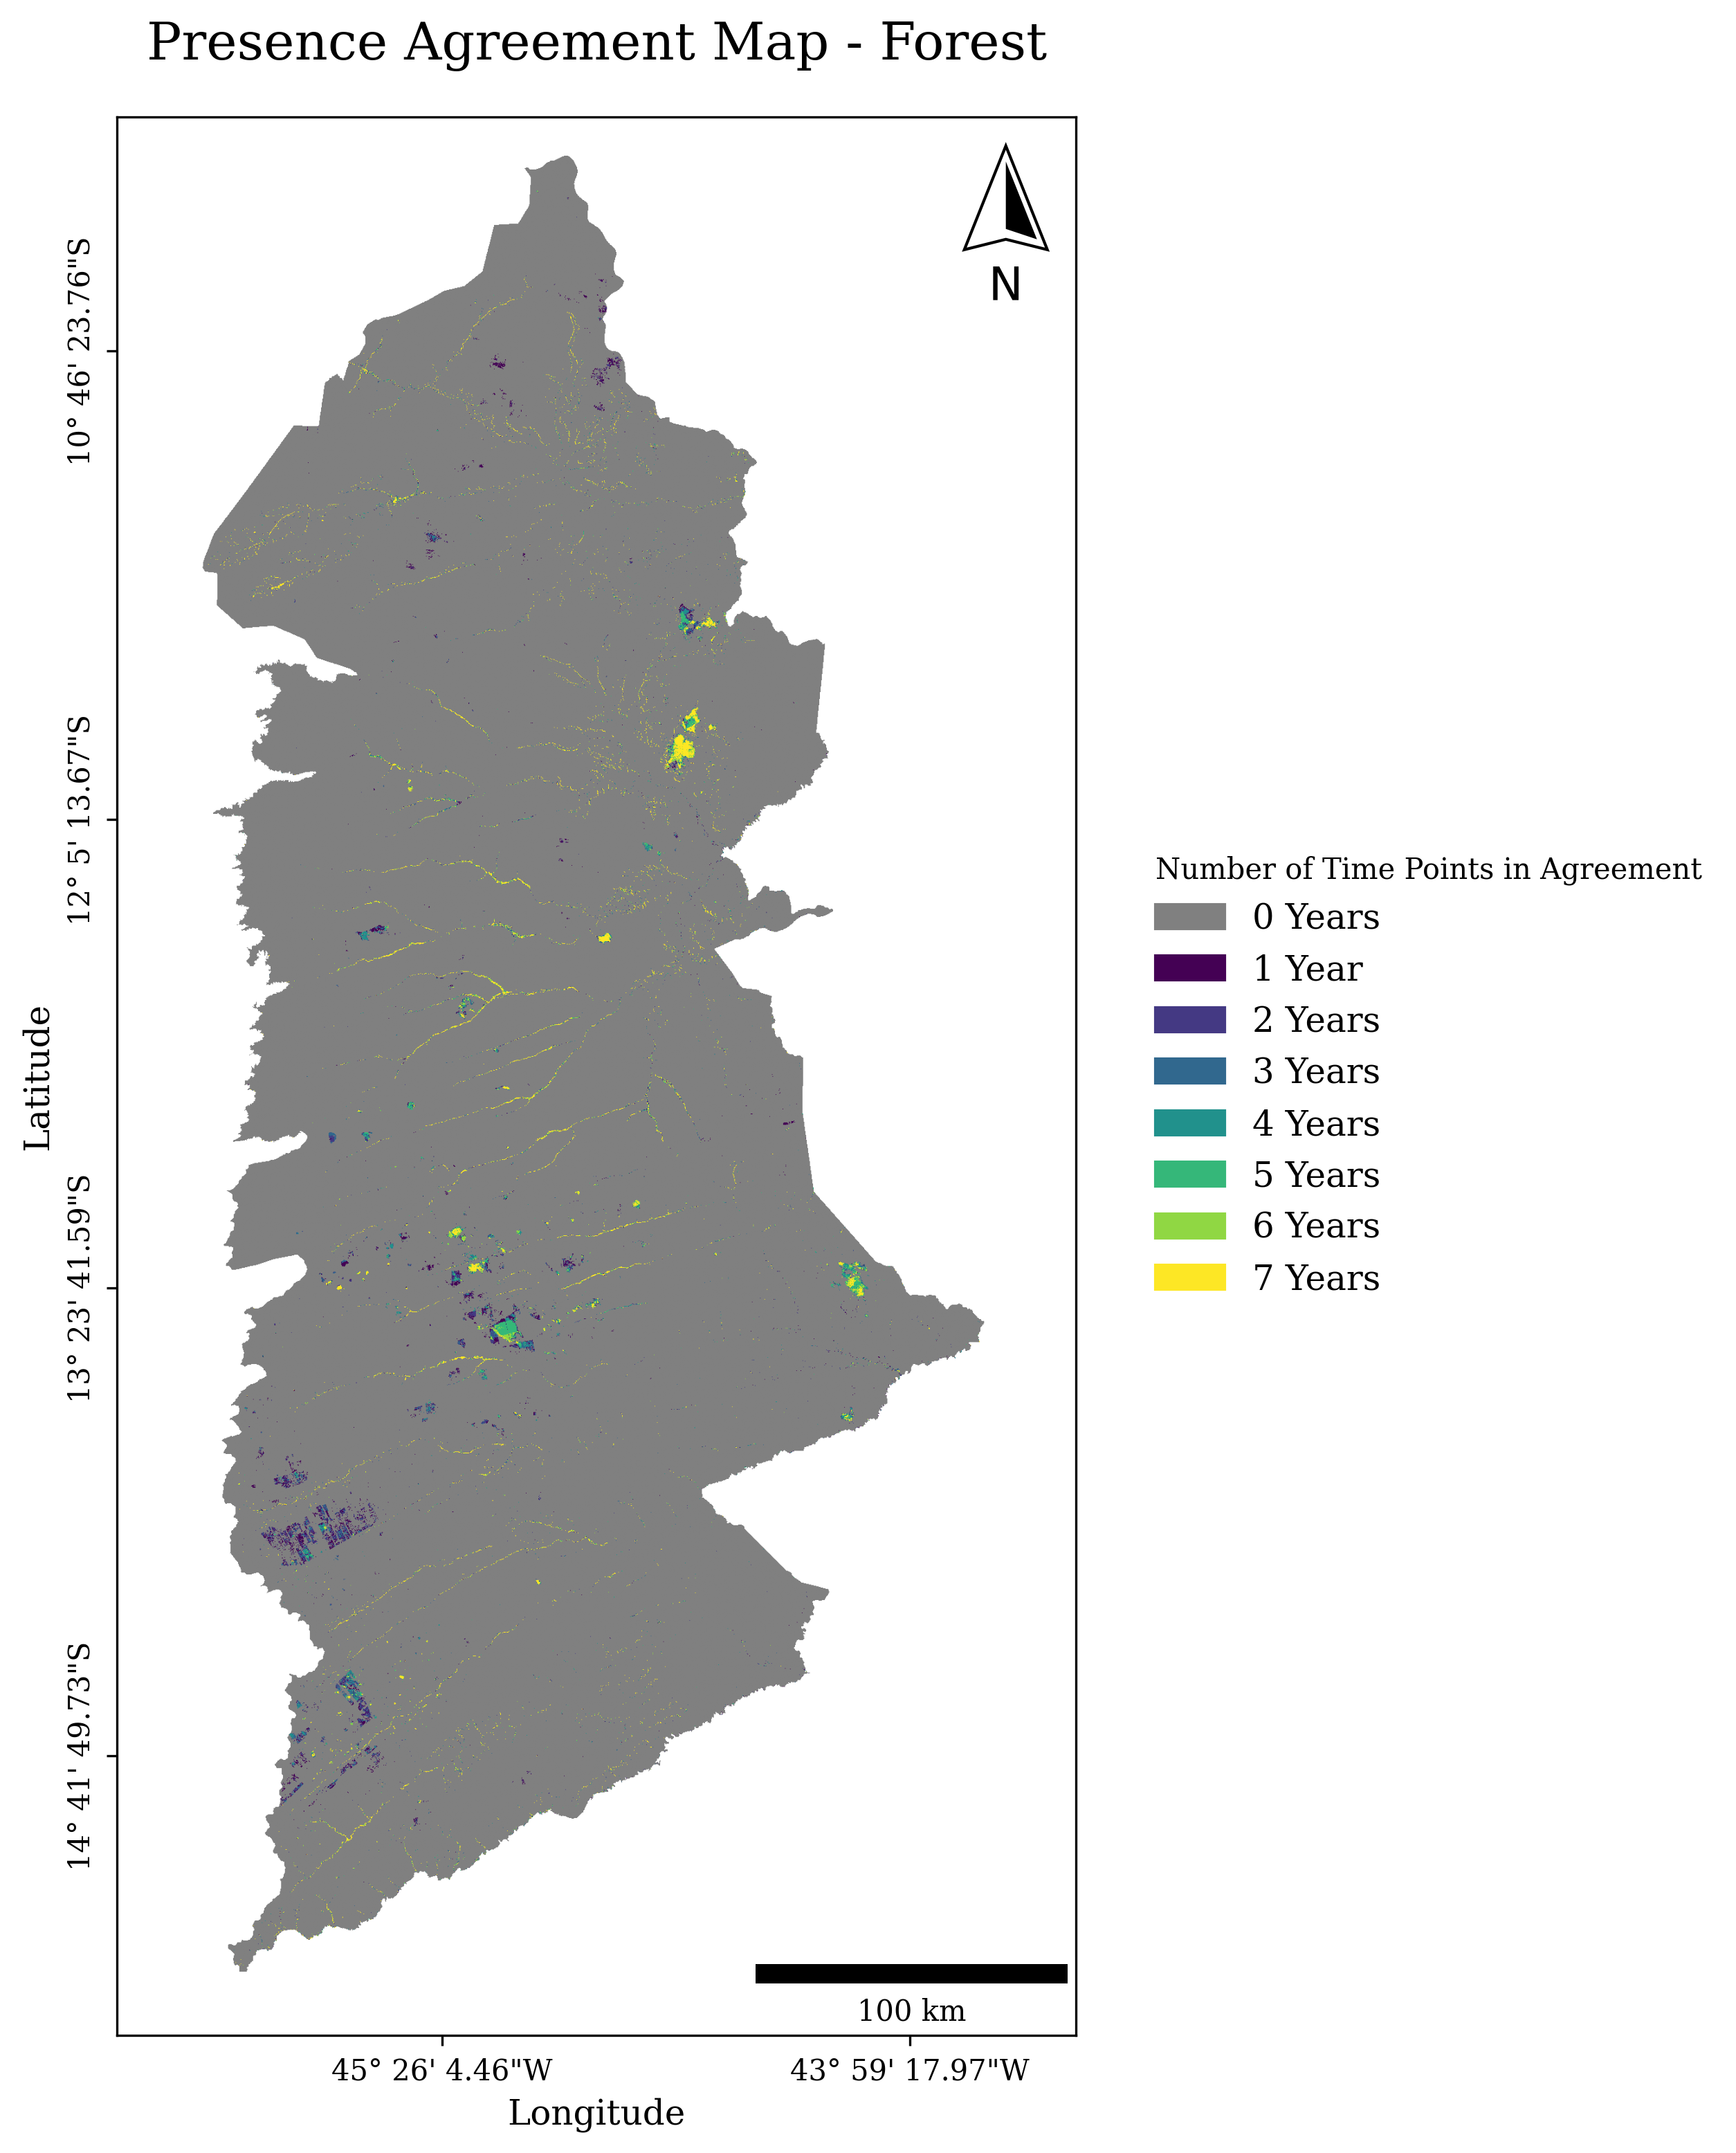 Presence Agreement Map - Forest
N
10° 46' 23.76"S
12° 5' 13.67"S
13° 23' 41.59"S
14° 41' 49.73"S
Latitude
Number of Time Points in Agreement
0 Years
1 Year
2 Years
3 Years
4 Years
5 Years
6 Years
7 Years
100 km
45° 26' 4.46"W
43° 59' 17.97"W
Longitude